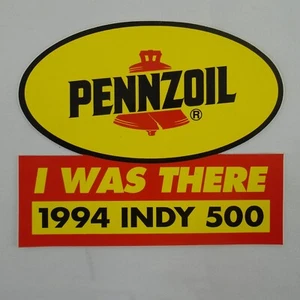 PENNZOIL®
I WAS THERE
1994 INDY 500